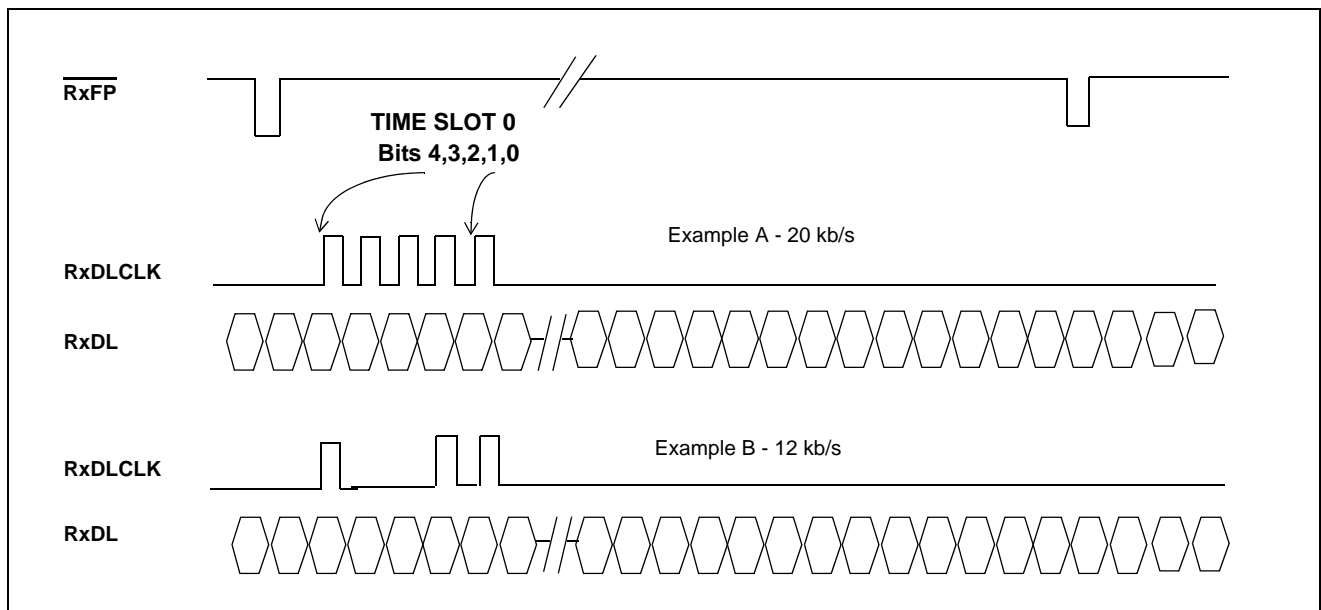 RxFP
TIME SLOT 0
Bits 4,3,2,1,0
Example A - 20 kb/s
RxDLCLK
RxDL
Example B - 12 kb/s
RxDLCLK
RxDL